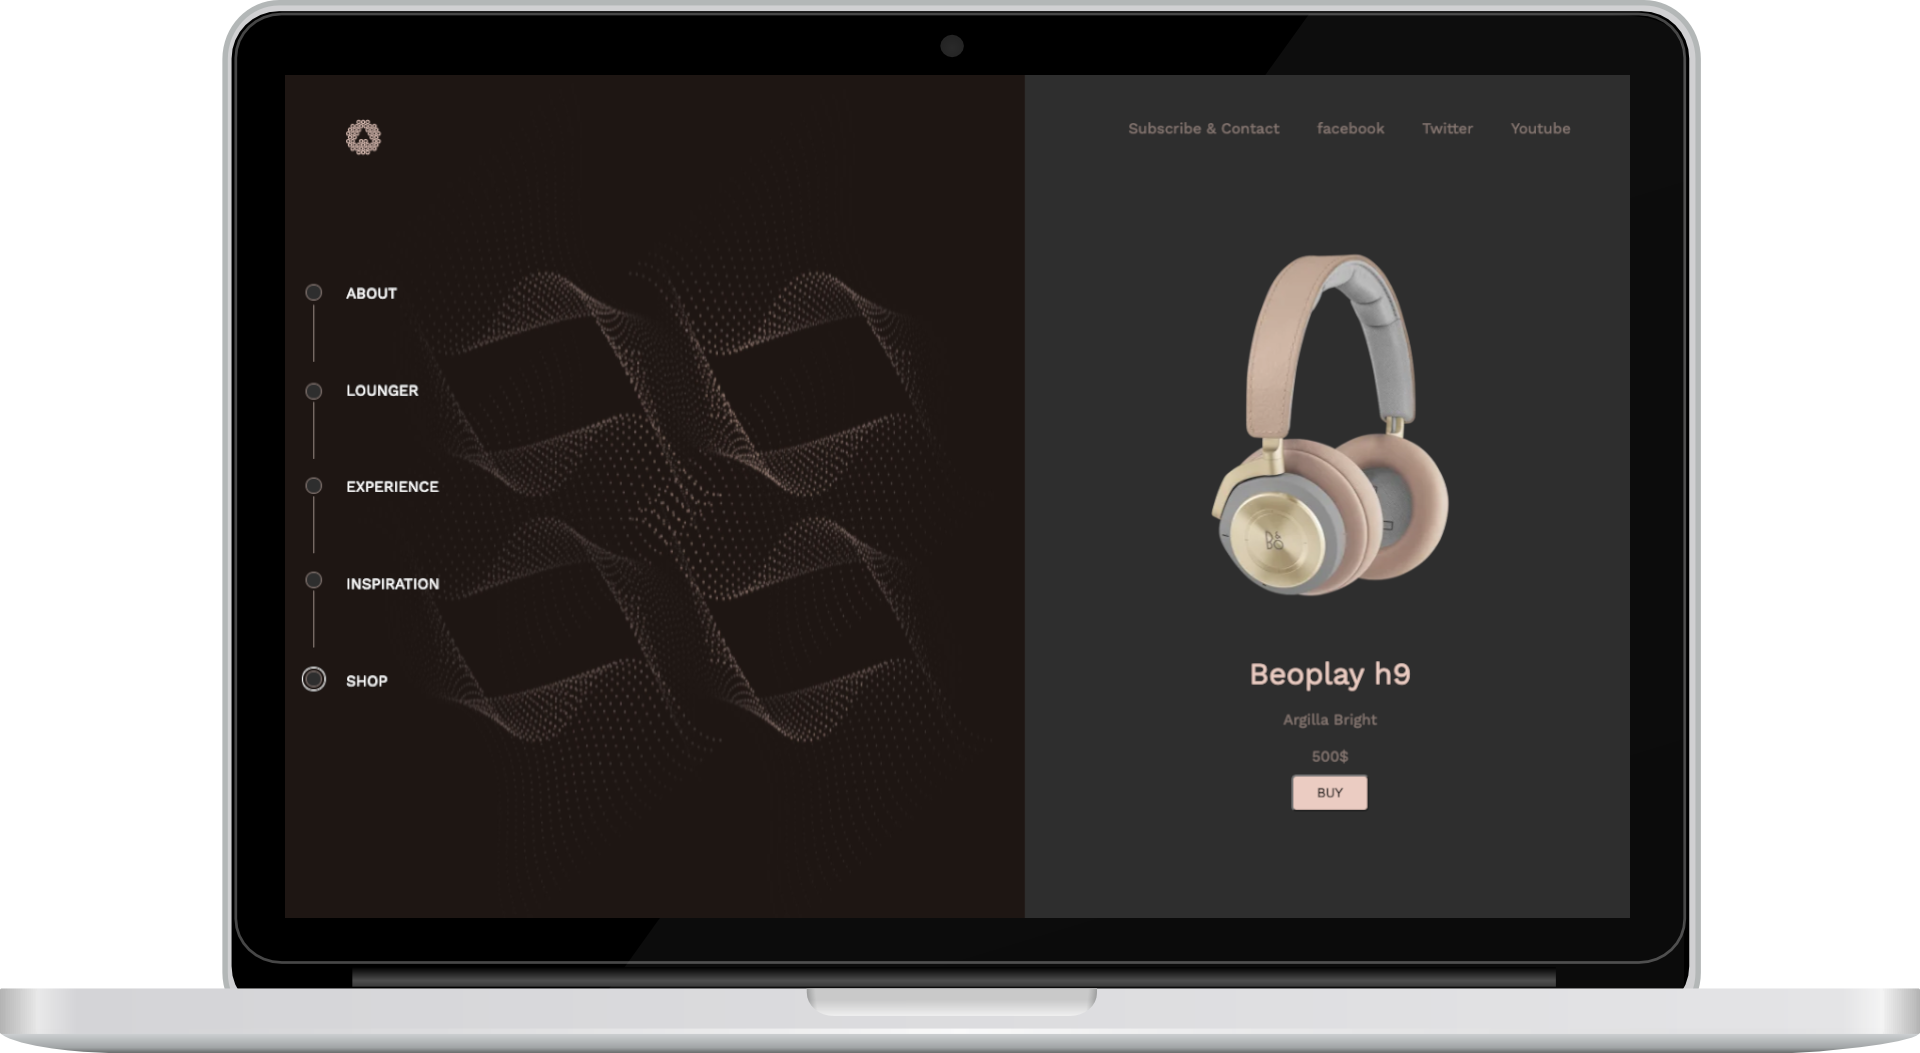 Subscribe & Contact facebook Twitter Youtube
ABOUT
LOUNGER
EXPERIENCE
INSPIRATION
SHOP
B&O
Beoplay h9
Argilla Bright
500$
BUY